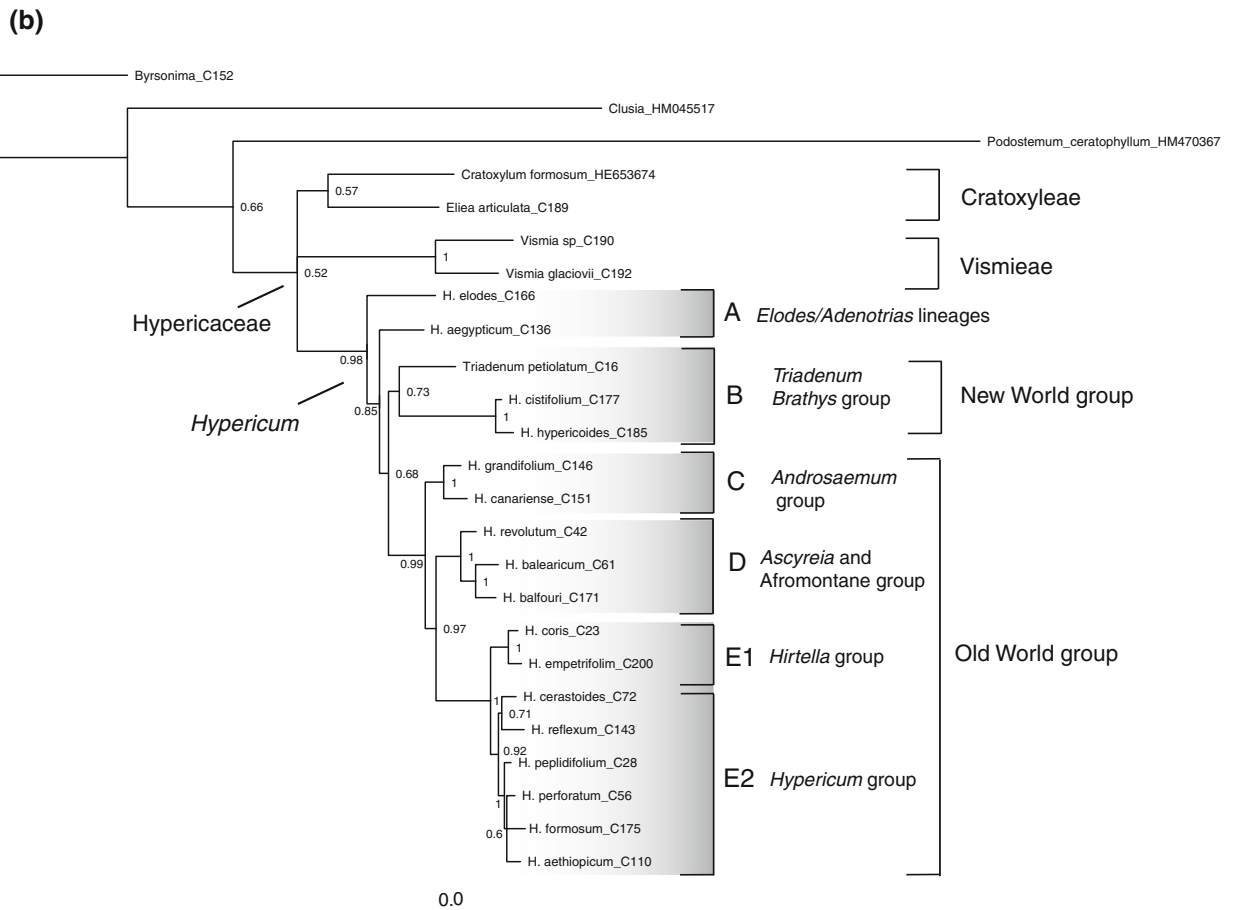 (b)
Byrsonima_C152
Clusia_HM045517
Podostemum_ceratophyllum_HM470367
Cratoxylum formosum_HE653674
0.57
Eliea articulata_C189
Cratoxyleae
0.66
Vismia sp_C190
1
Vismia glaciovii_C192
Vismieae
0.52
Hypericaceae
H. elodes_C166
A
Elodes/Adenotrias lineages
H. aegypticum_C136
0.98
Hypericum
Triadenum petiolatum_C16
0.73
0.85
H. cistifolium_C177
1
H. hypericoides_C185
B
Triadenum
Brathys group
New World group
0.68
H. grandifolium_C146
1
H. canariense_C151
C
Androsaemum
group
0.99
H. revolutum_C42
1
H. balearicum_C61
1
H. balfouri_C171
D
Ascyreia and
Afromontane group
0.97
H. coris_C23
1
H. empetrifolim_C200
E1
Hirtella group
Old World group
1
H. cerastoides_C72
0.71
H. reflexum_C143
0.92
H. peplidifolium_C28
E2
Hypericum group
H. perforatum_C56
1
H. formosum_C175
0.6
H. aethiopicum_C110
0.0